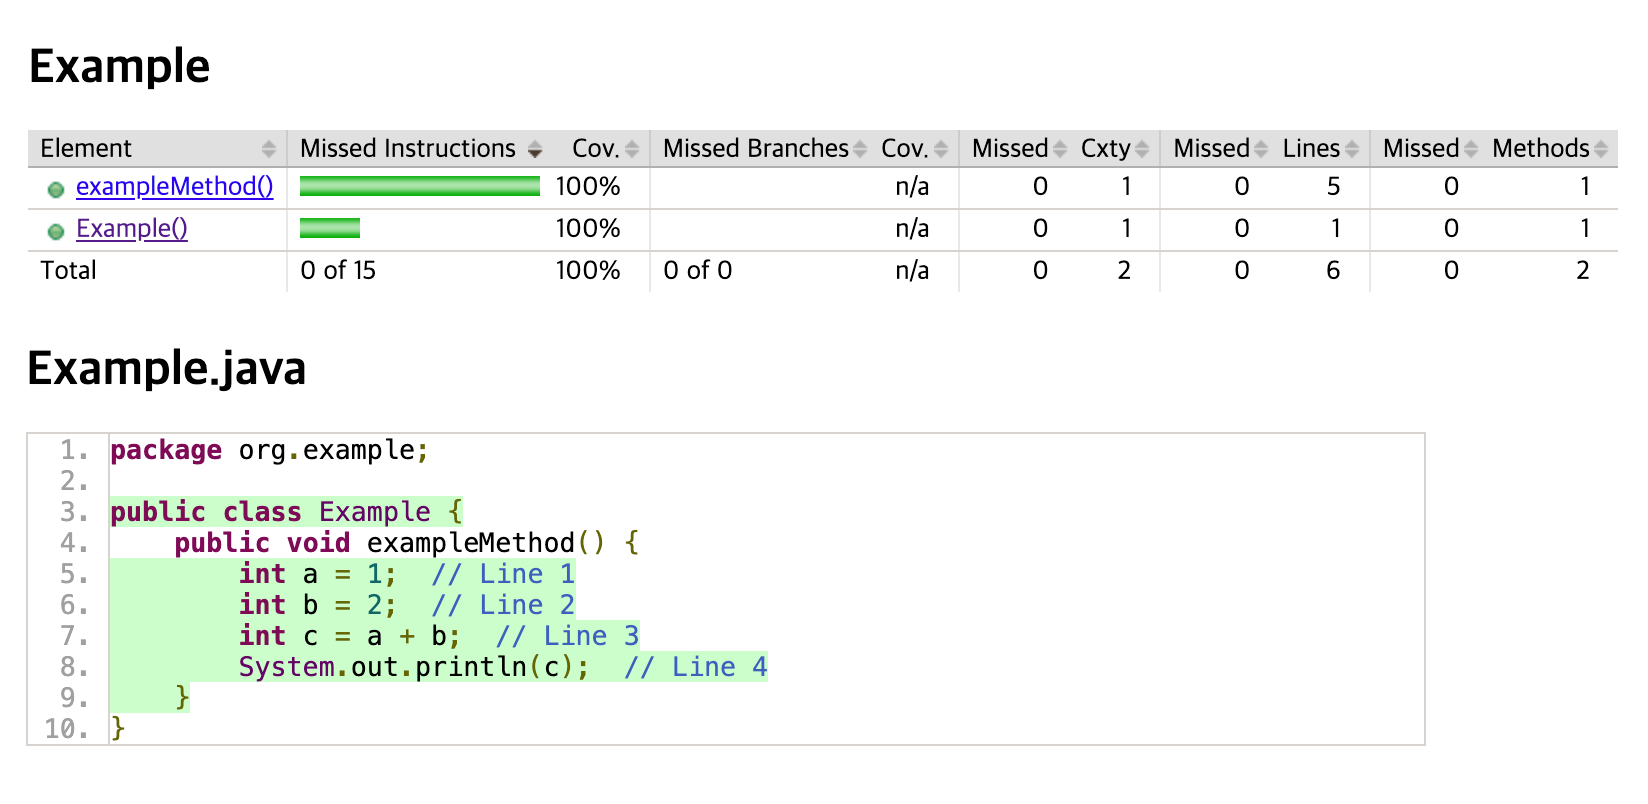 Example
Element Missed Instructions Cov. Missed Branches Cov. Missed Cxty Missed Lines Missed Methods
exampleMethod() 100% n/a 0 1 0 5 0 1
Example() 100% n/a 0 1 0 1 0 1
Total 0 of 15 100% 0 of 0 n/a 0 2 0 6 0 2
Example.java
1. package org.example;
2.
3. public class Example {
4.     public void exampleMethod() {
5.         int a = 1;  // Line 1
6.         int b = 2;  // Line 2
7.         int c = a + b;  // Line 3
8.         System.out.println(c);  // Line 4
9.     }
10. }